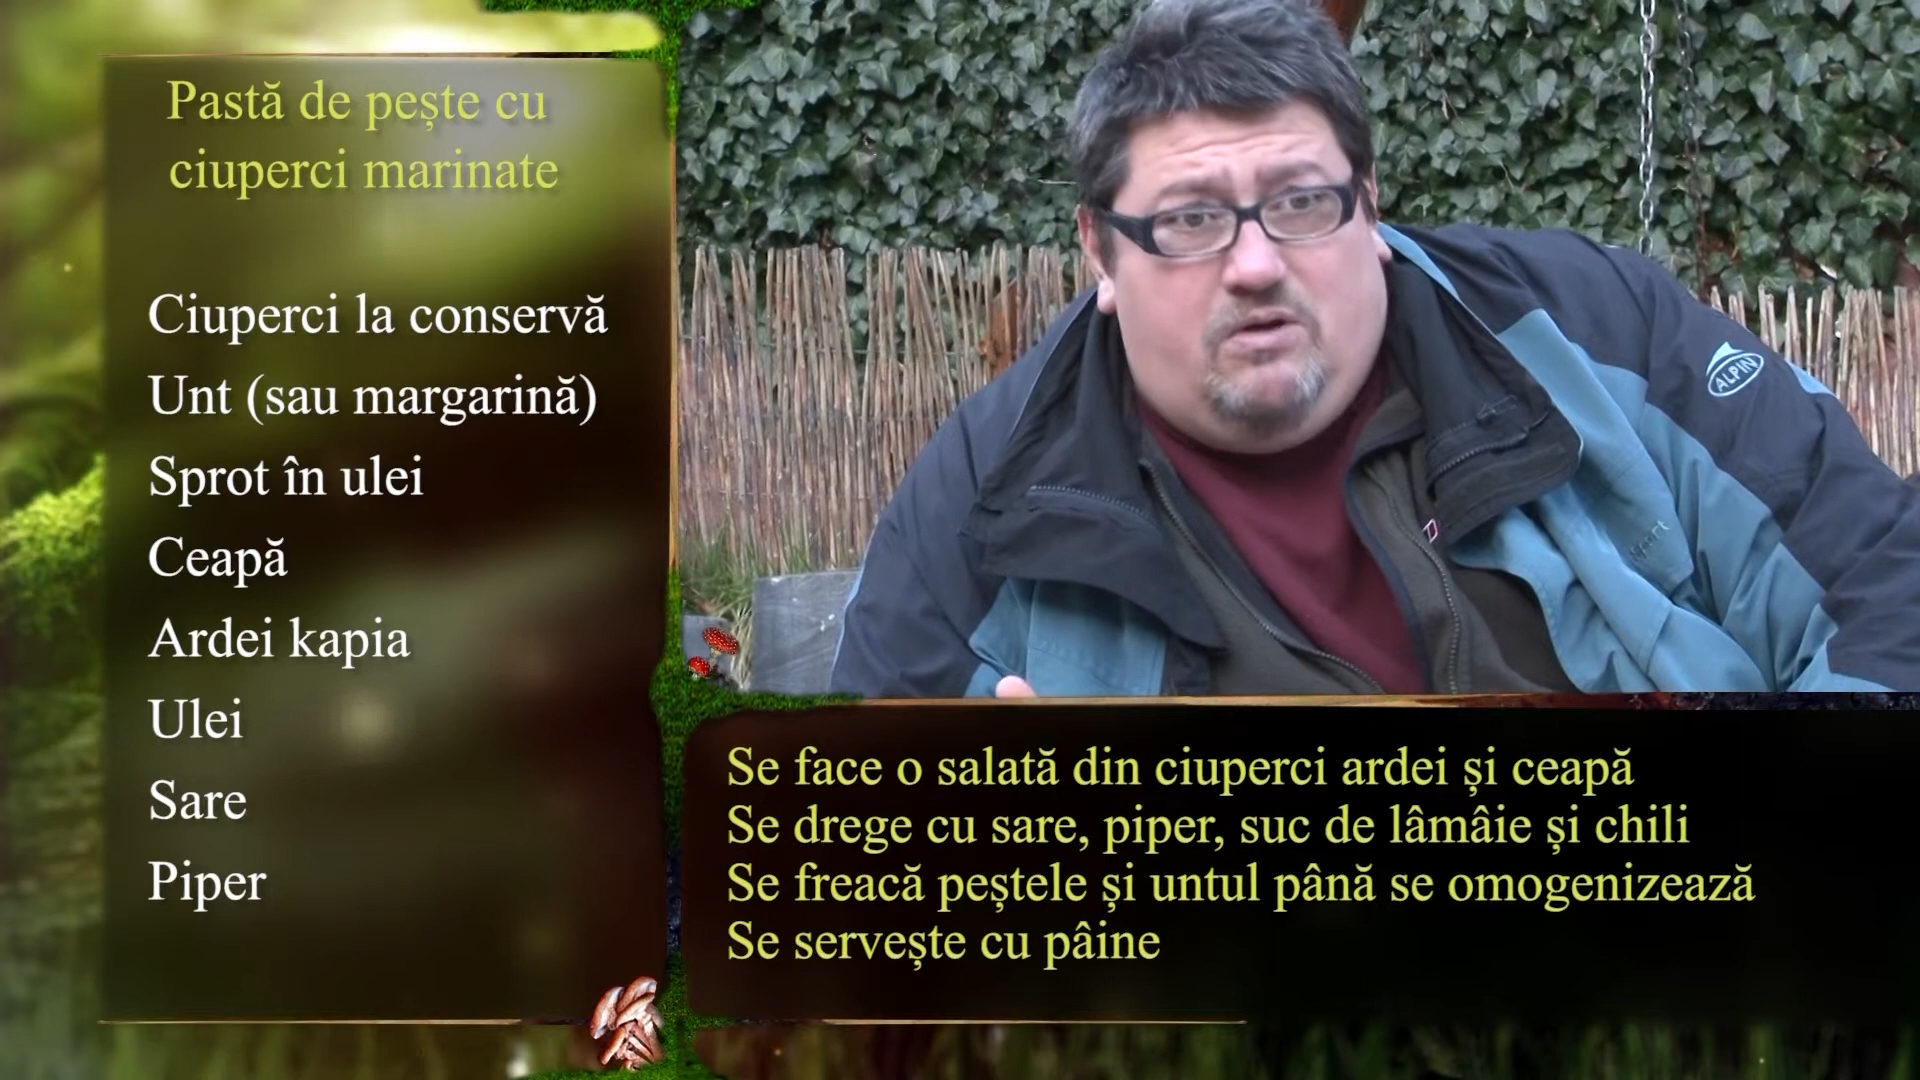 Pastă de pește cu
ciuperci marinate
Ciuperci la conservă
Unt (sau margarină)
Sprot în ulei
Ceapă
Ardei kapia
Ulei
Sare
Piper
ALPIN
Se face o salată din ciuperci ardei și ceapă
Se drege cu sare, piper, suc de lâmâie și chili
Se freacă peștele și untul până se omogenizează
Se servește cu pâine